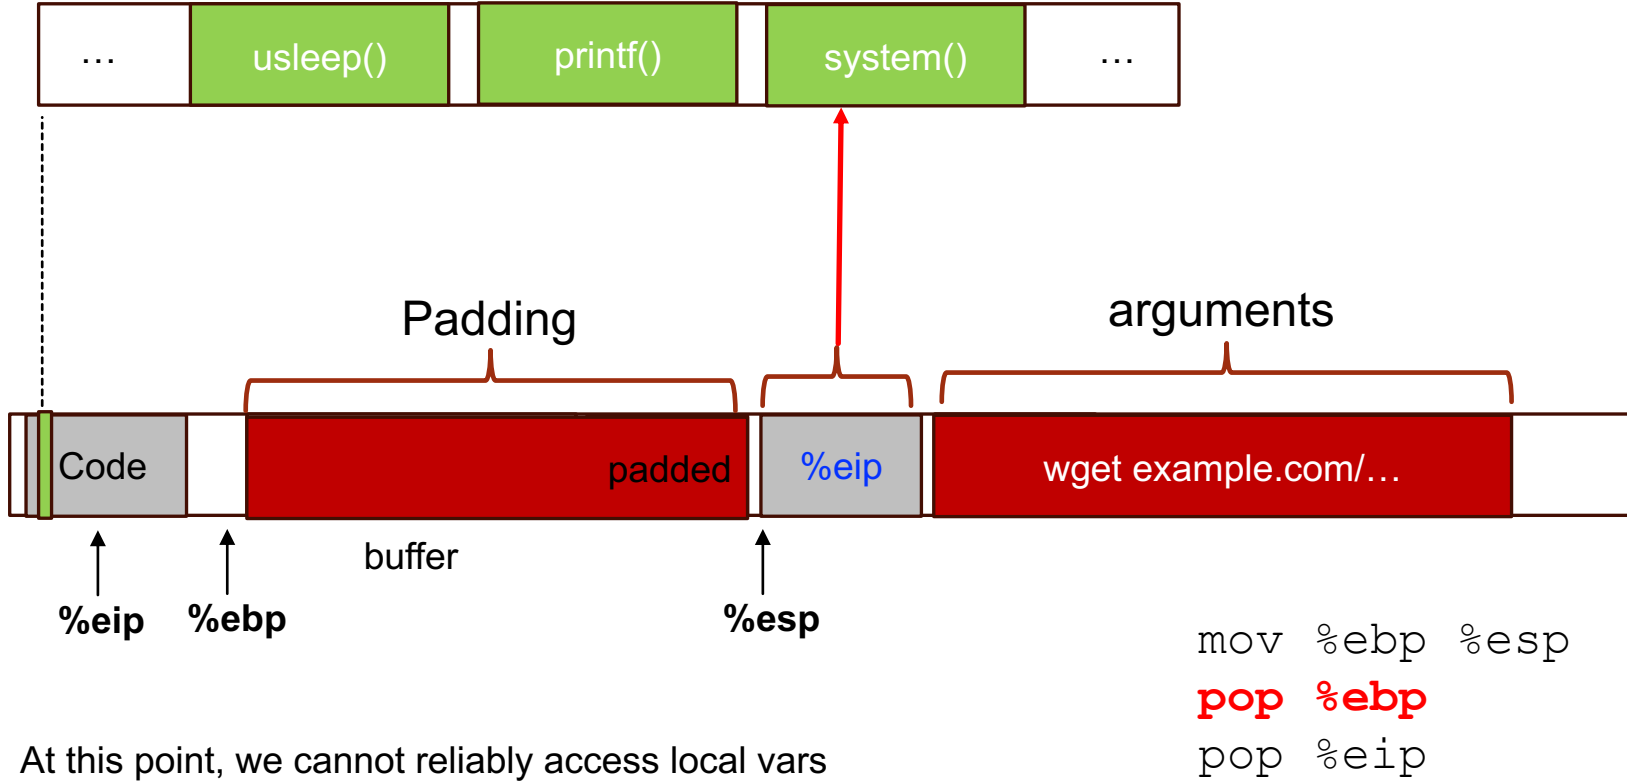 … usleep() printf() system() …
Padding arguments
Code padded %eip wget example.com/…
buffer
%eip %ebp %esp
mov %ebp %esp
pop %ebp
pop %eip
At this point, we cannot reliably access local vars